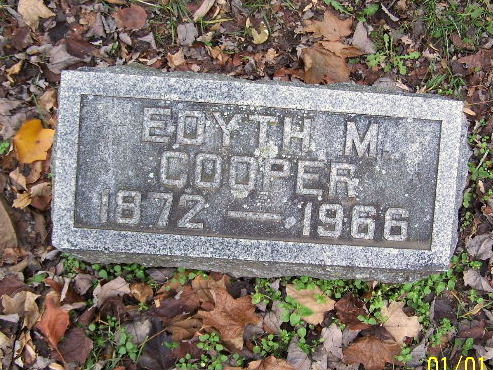 EDYTH M.
COOPER
1872 — 1966
01/01